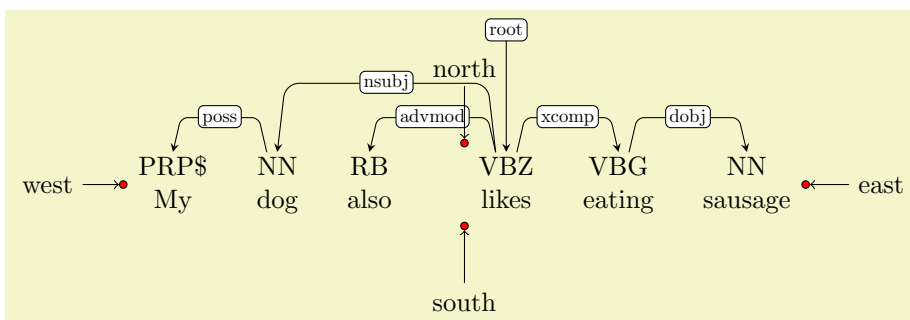 root
north
nsubj
poss advmod xcomp dobj
PRP$ NN RB VBZ VBG NN
west east
My dog also likes eating sausage
south